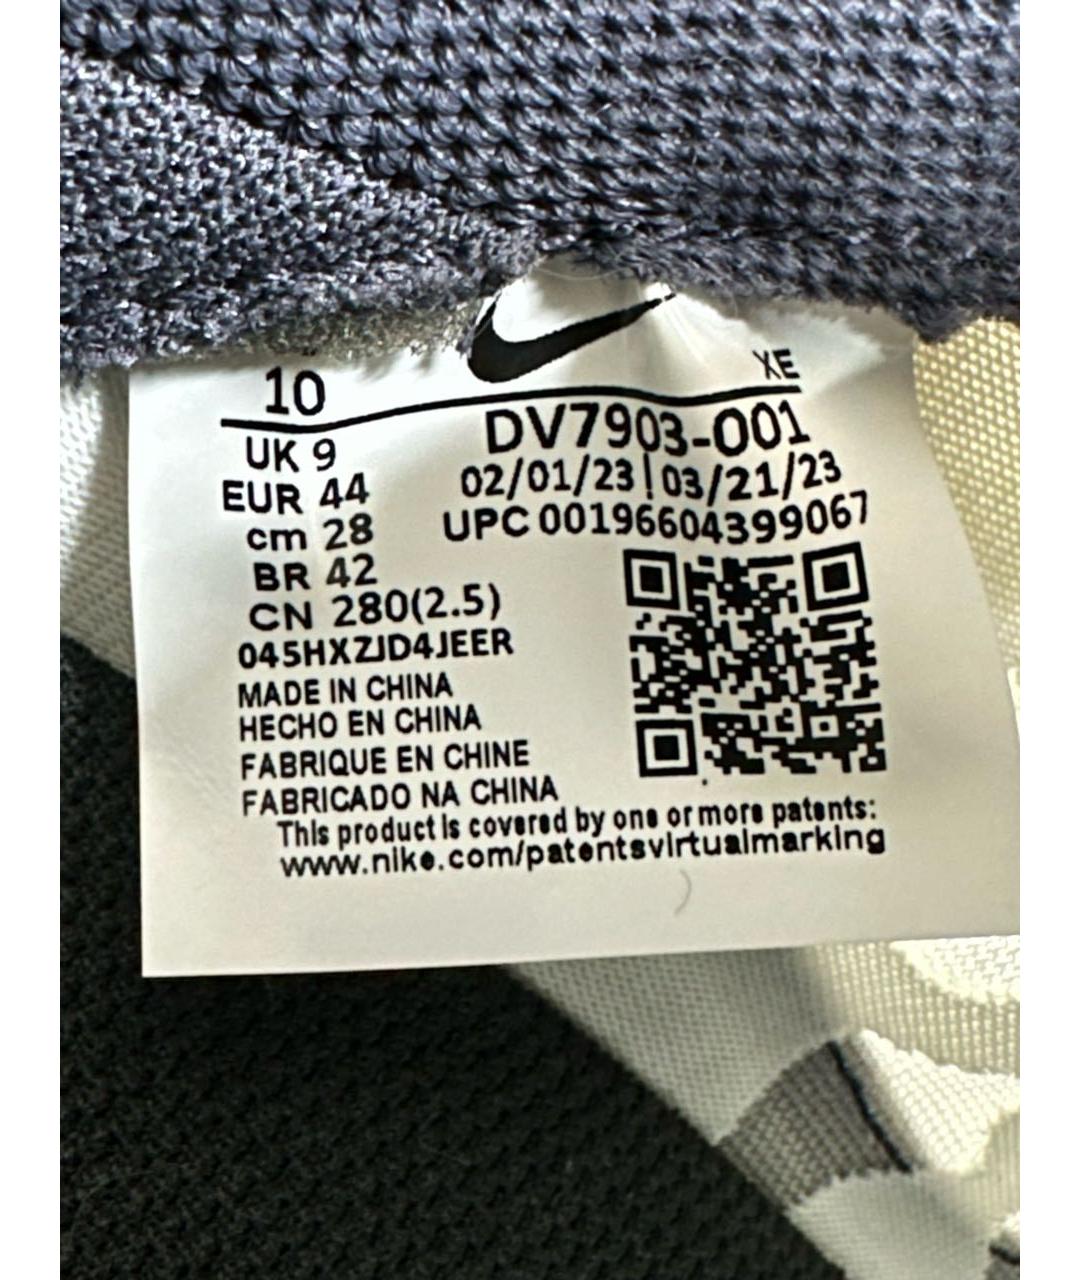 10
XE
UK 9
EUR 44
cm 28
BR 42
CN 280(2.5)
DV7903-001
02/01/23|03/21/23
UPC 00196604399067
045HXZJD4JEER
MADE IN CHINA
HECHO EN CHINA
FABRIQUE EN CHINE
FABRICADO NA CHINA
This product is covered by one or more patents:
www.nike.com/patentsvirtualmarking